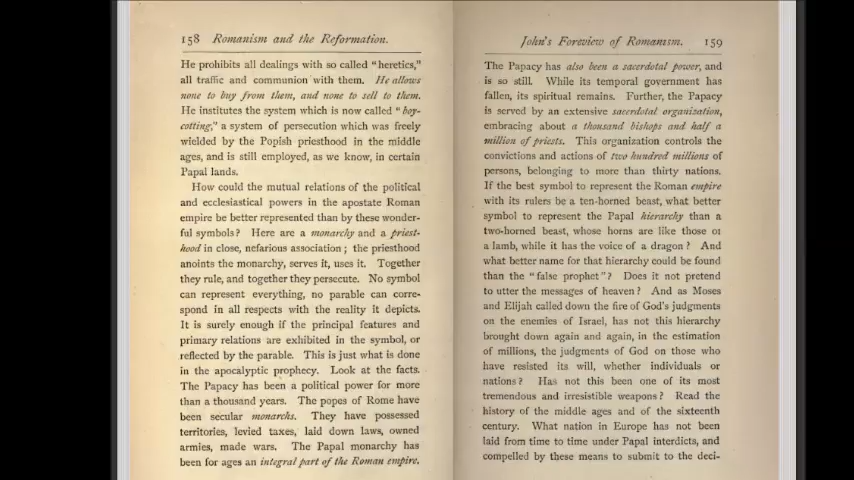 158 Romanism and the Reformation.
He prohibits all dealings with so called "heretics,"
all traffic and communion with them. He allows
none to buy from them, and none to sell to them.
He institutes the system which is now called "boy-
cotting," a system of persecution which was freely
wielded by the Popish priesthood in the middle
ages, and is still employed, as we know, in certain
Papal lands.
How could the mutual relations of the political
and ecclesiastical powers in the apostate Roman
empire be better represented than by these wonder-
ful symbols? Here are a monarchy and a priest-
hood in close, nefarious association; the priesthood
anoints the monarchy, serves it, uses it. Together
they rule, and together they persecute. No symbol
can represent everything, no parable can corre-
spond in all respects with the reality it depicts.
It is surely enough if the principal features and
primary relations are exhibited in the symbol, or
reflected by the parable. This is just what is done
in the apocalyptic prophecy. Look at the facts.
The Papacy has been a political power for more
than a thousand years. The popes of Rome have
been secular monarchs. They have possessed
territories, levied taxes, laid down laws, owned
armies, made wars. The Papal monarchy has
been for ages an integral part of the Roman empire.
John's Foreview of Romanism. 159
The Papacy has also been a sacerdotal power, and
is so still. While its temporal government has
fallen, its spiritual remains. Further, the Papacy
is served by an extensive sacerdotal organization,
embracing about a thousand bishops and half a
million of priests. This organization controls the
convictions and actions of two hundred millions of
persons, belonging to more than thirty nations.
If the best symbol to represent the Roman empire
with its rulers be a ten-horned beast, what better
symbol to represent the Papal hierarchy than a
two-horned beast, whose horns are like those of
a lamb, while it has the voice of a dragon? And
what better name for that hierarchy could be found
than the "false prophet"? Does it not pretend
to utter the messages of heaven? And as Moses
and Elijah called down the fire of God's judgments
on the enemies of Israel, has not this hierarchy
brought down again and again, in the estimation
of millions, the judgments of God on those who
have resisted its will, whether individuals or
nations? Has not this been one of its most
tremendous and irresistible weapons? Read the
history of the middle ages and of the sixteenth
century. What nation in Europe has not been
laid from time to time under Papal interdicts, and
compelled by these means to submit to the deci-